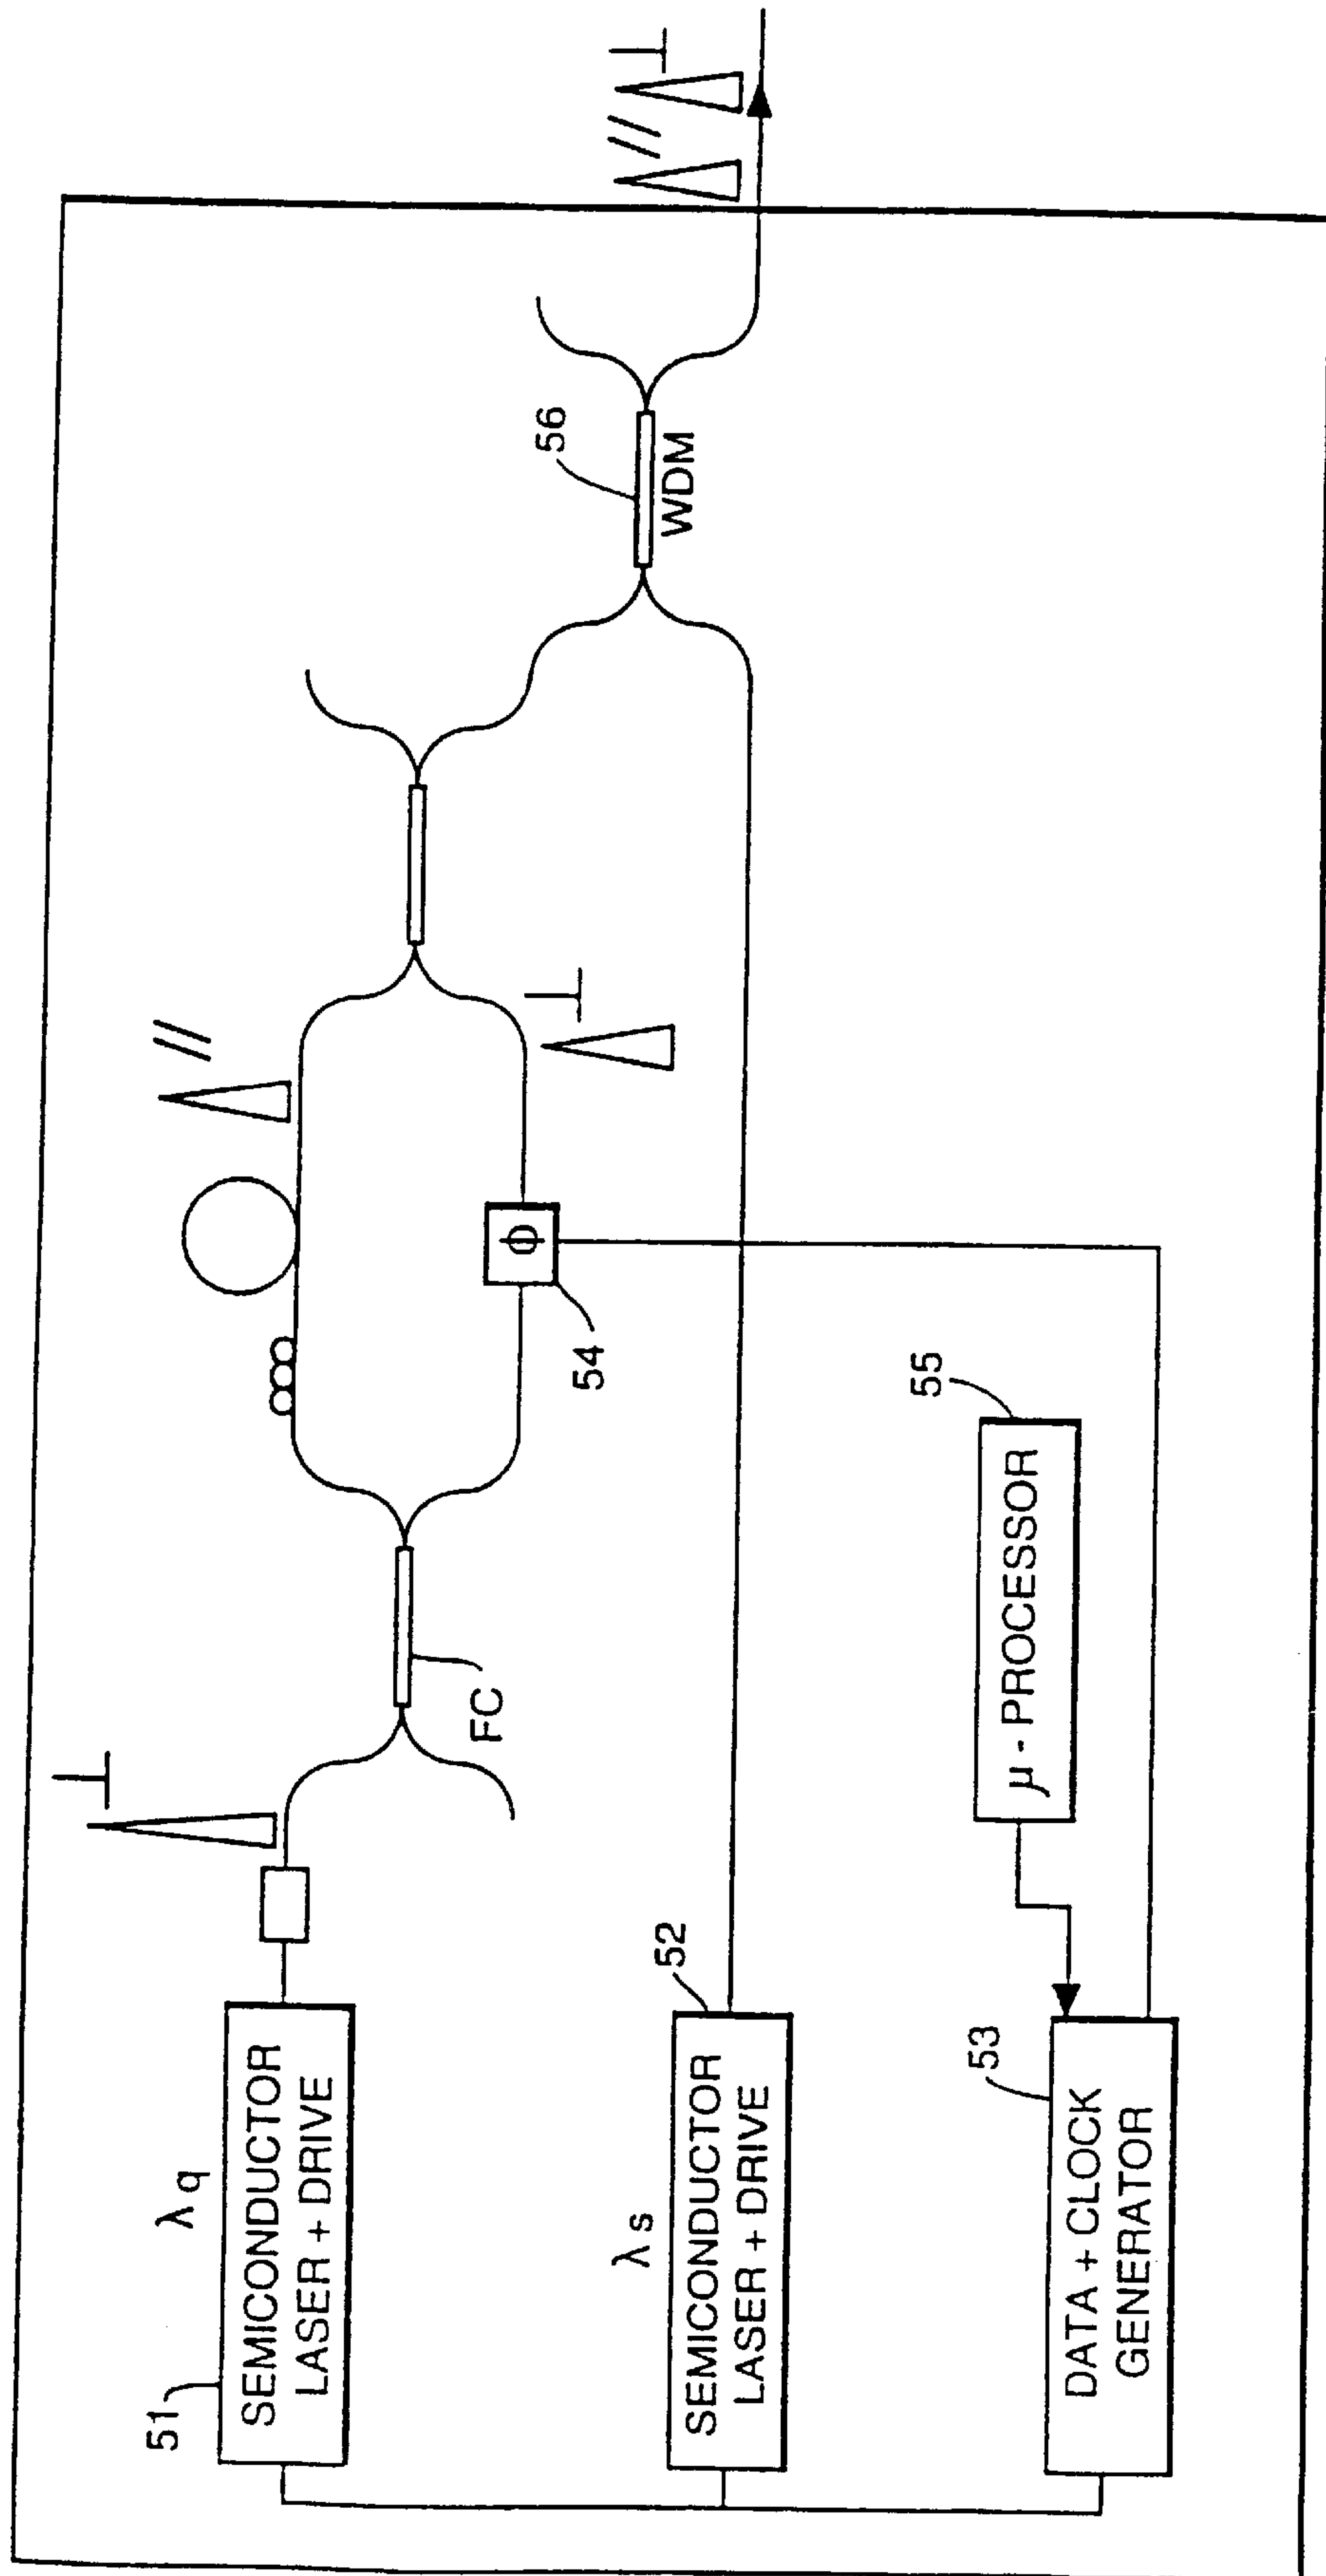 51
λq
SEMICONDUCTOR
LASER + DRIVE
⊥
FC
//
54
Φ
⊥
56
WDM
//
⊥
λs
52
SEMICONDUCTOR
LASER + DRIVE
53
DATA + CLOCK
GENERATOR
55
μ - PROCESSOR